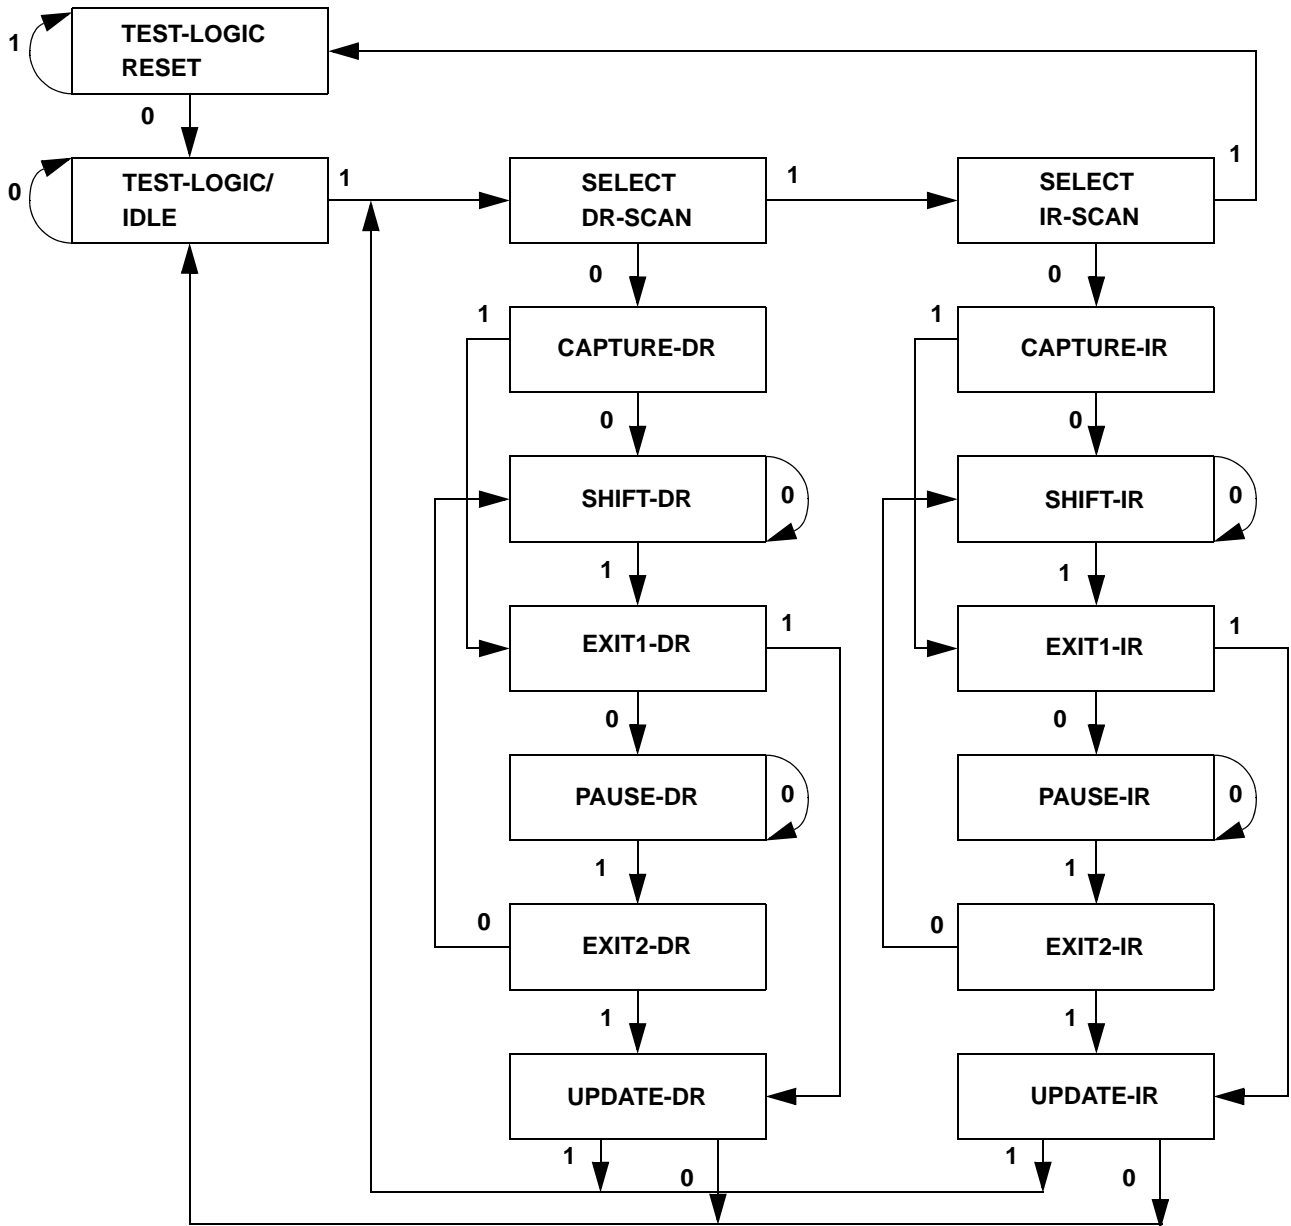 1
TEST-LOGIC
RESET
0
0
TEST-LOGIC/
IDLE
1
SELECT
DR-SCAN
1
SELECT
IR-SCAN
1
0
0
1
CAPTURE-DR
1
CAPTURE-IR
0
0
SHIFT-DR
0
SHIFT-IR
0
1
1
EXIT1-DR
1
EXIT1-IR
1
0
0
PAUSE-DR
0
PAUSE-IR
0
1
1
0
EXIT2-DR
0
EXIT2-IR
1
1
UPDATE-DR
UPDATE-IR
1
0
1
0